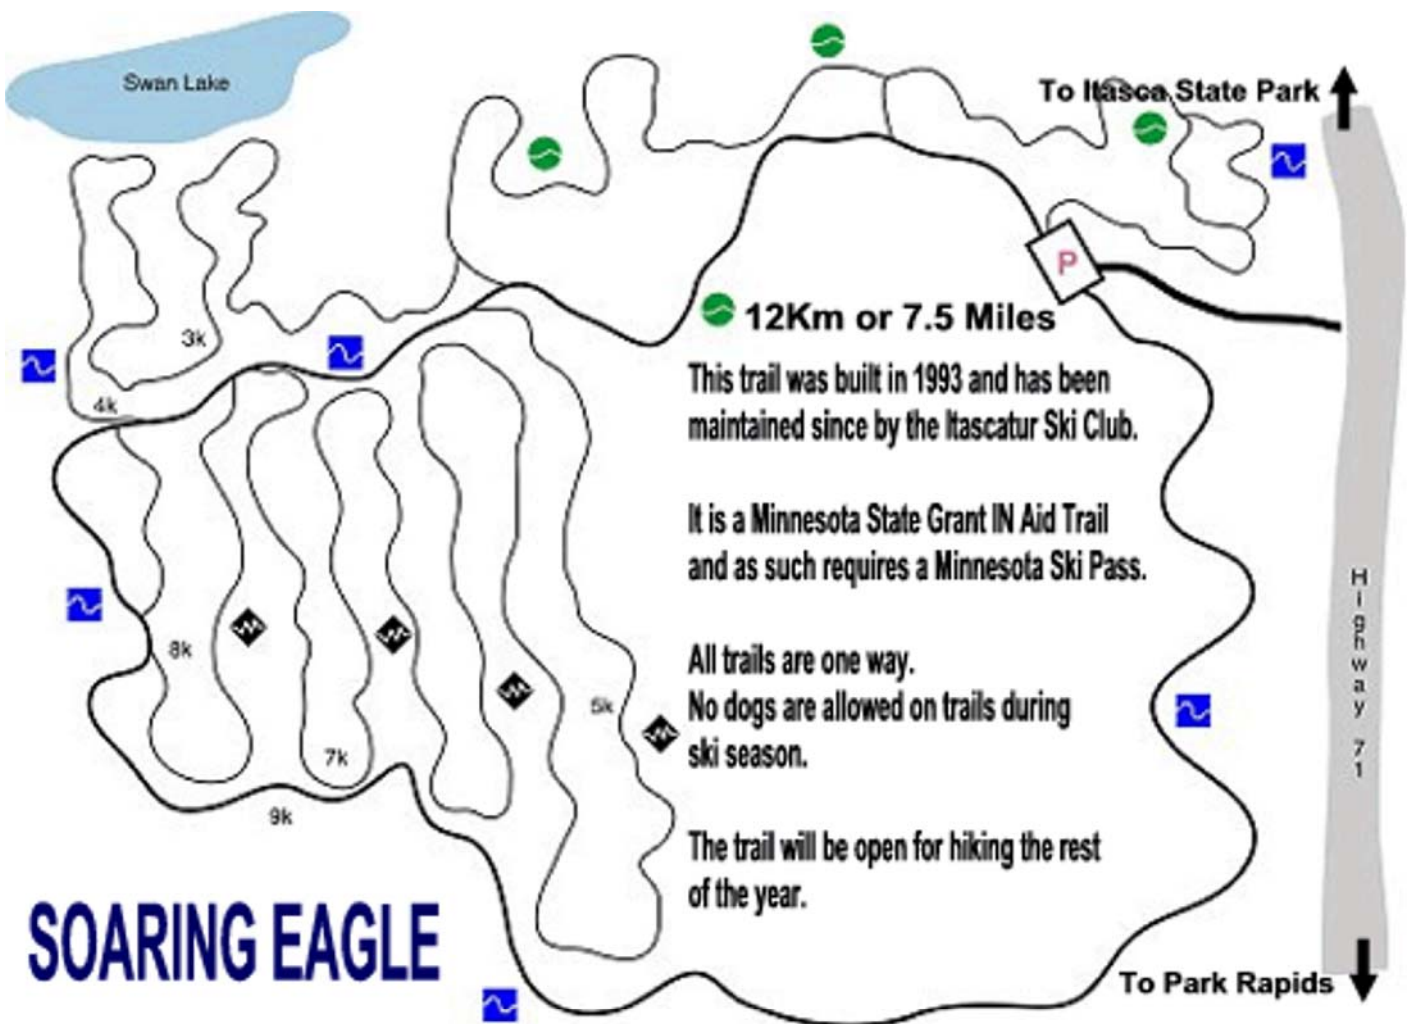 Swan Lake
To Itasca State Park
P
3k
12Km or 7.5 Miles
4k
This trail was built in 1993 and has been
maintained since by the Itascatur Ski Club.
It is a Minnesota State Grant IN Aid Trail
and as such requires a Minnesota Ski Pass.
Highway 71
8k
All trails are one way.
No dogs are allowed on trails during
ski season.
5k
7k
9k
The trail will be open for hiking the rest
of the year.
SOARING EAGLE
To Park Rapids